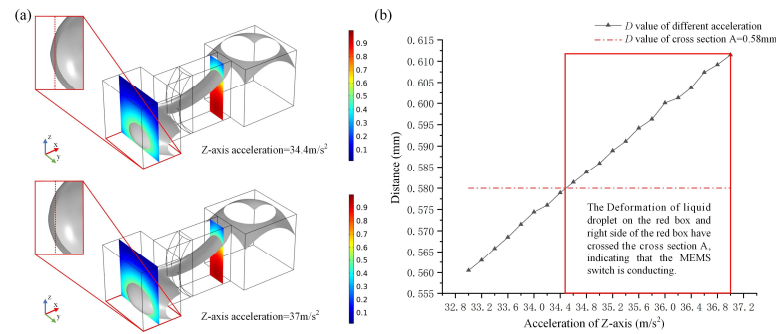 (a)
0.9
0.8
0.7
0.6
0.5
0.4
0.3
0.2
0.1
z
x
y
Z-axis acceleration=34.4m/s²
0.9
0.8
0.7
0.6
0.5
0.4
0.3
0.2
0.1
z
x
y
Z-axis acceleration=37m/s²
(b)
D value of different acceleration
D value of cross section A=0.58mm
0.615
0.610
0.605
0.600
0.595
0.590
0.585
0.580
0.575
0.570
0.565
0.560
0.555
Distance (mm)
The Deformation of liquid
droplet on the red box and
right side of the red box have
crossed the cross section A,
indicating that the MEMS
switch is conducting.
32.8 33.2 33.6 34.0 34.4 34.8 35.2 35.6 36.0 36.4 36.8 37.2
Acceleration of Z-axis (m/s²)